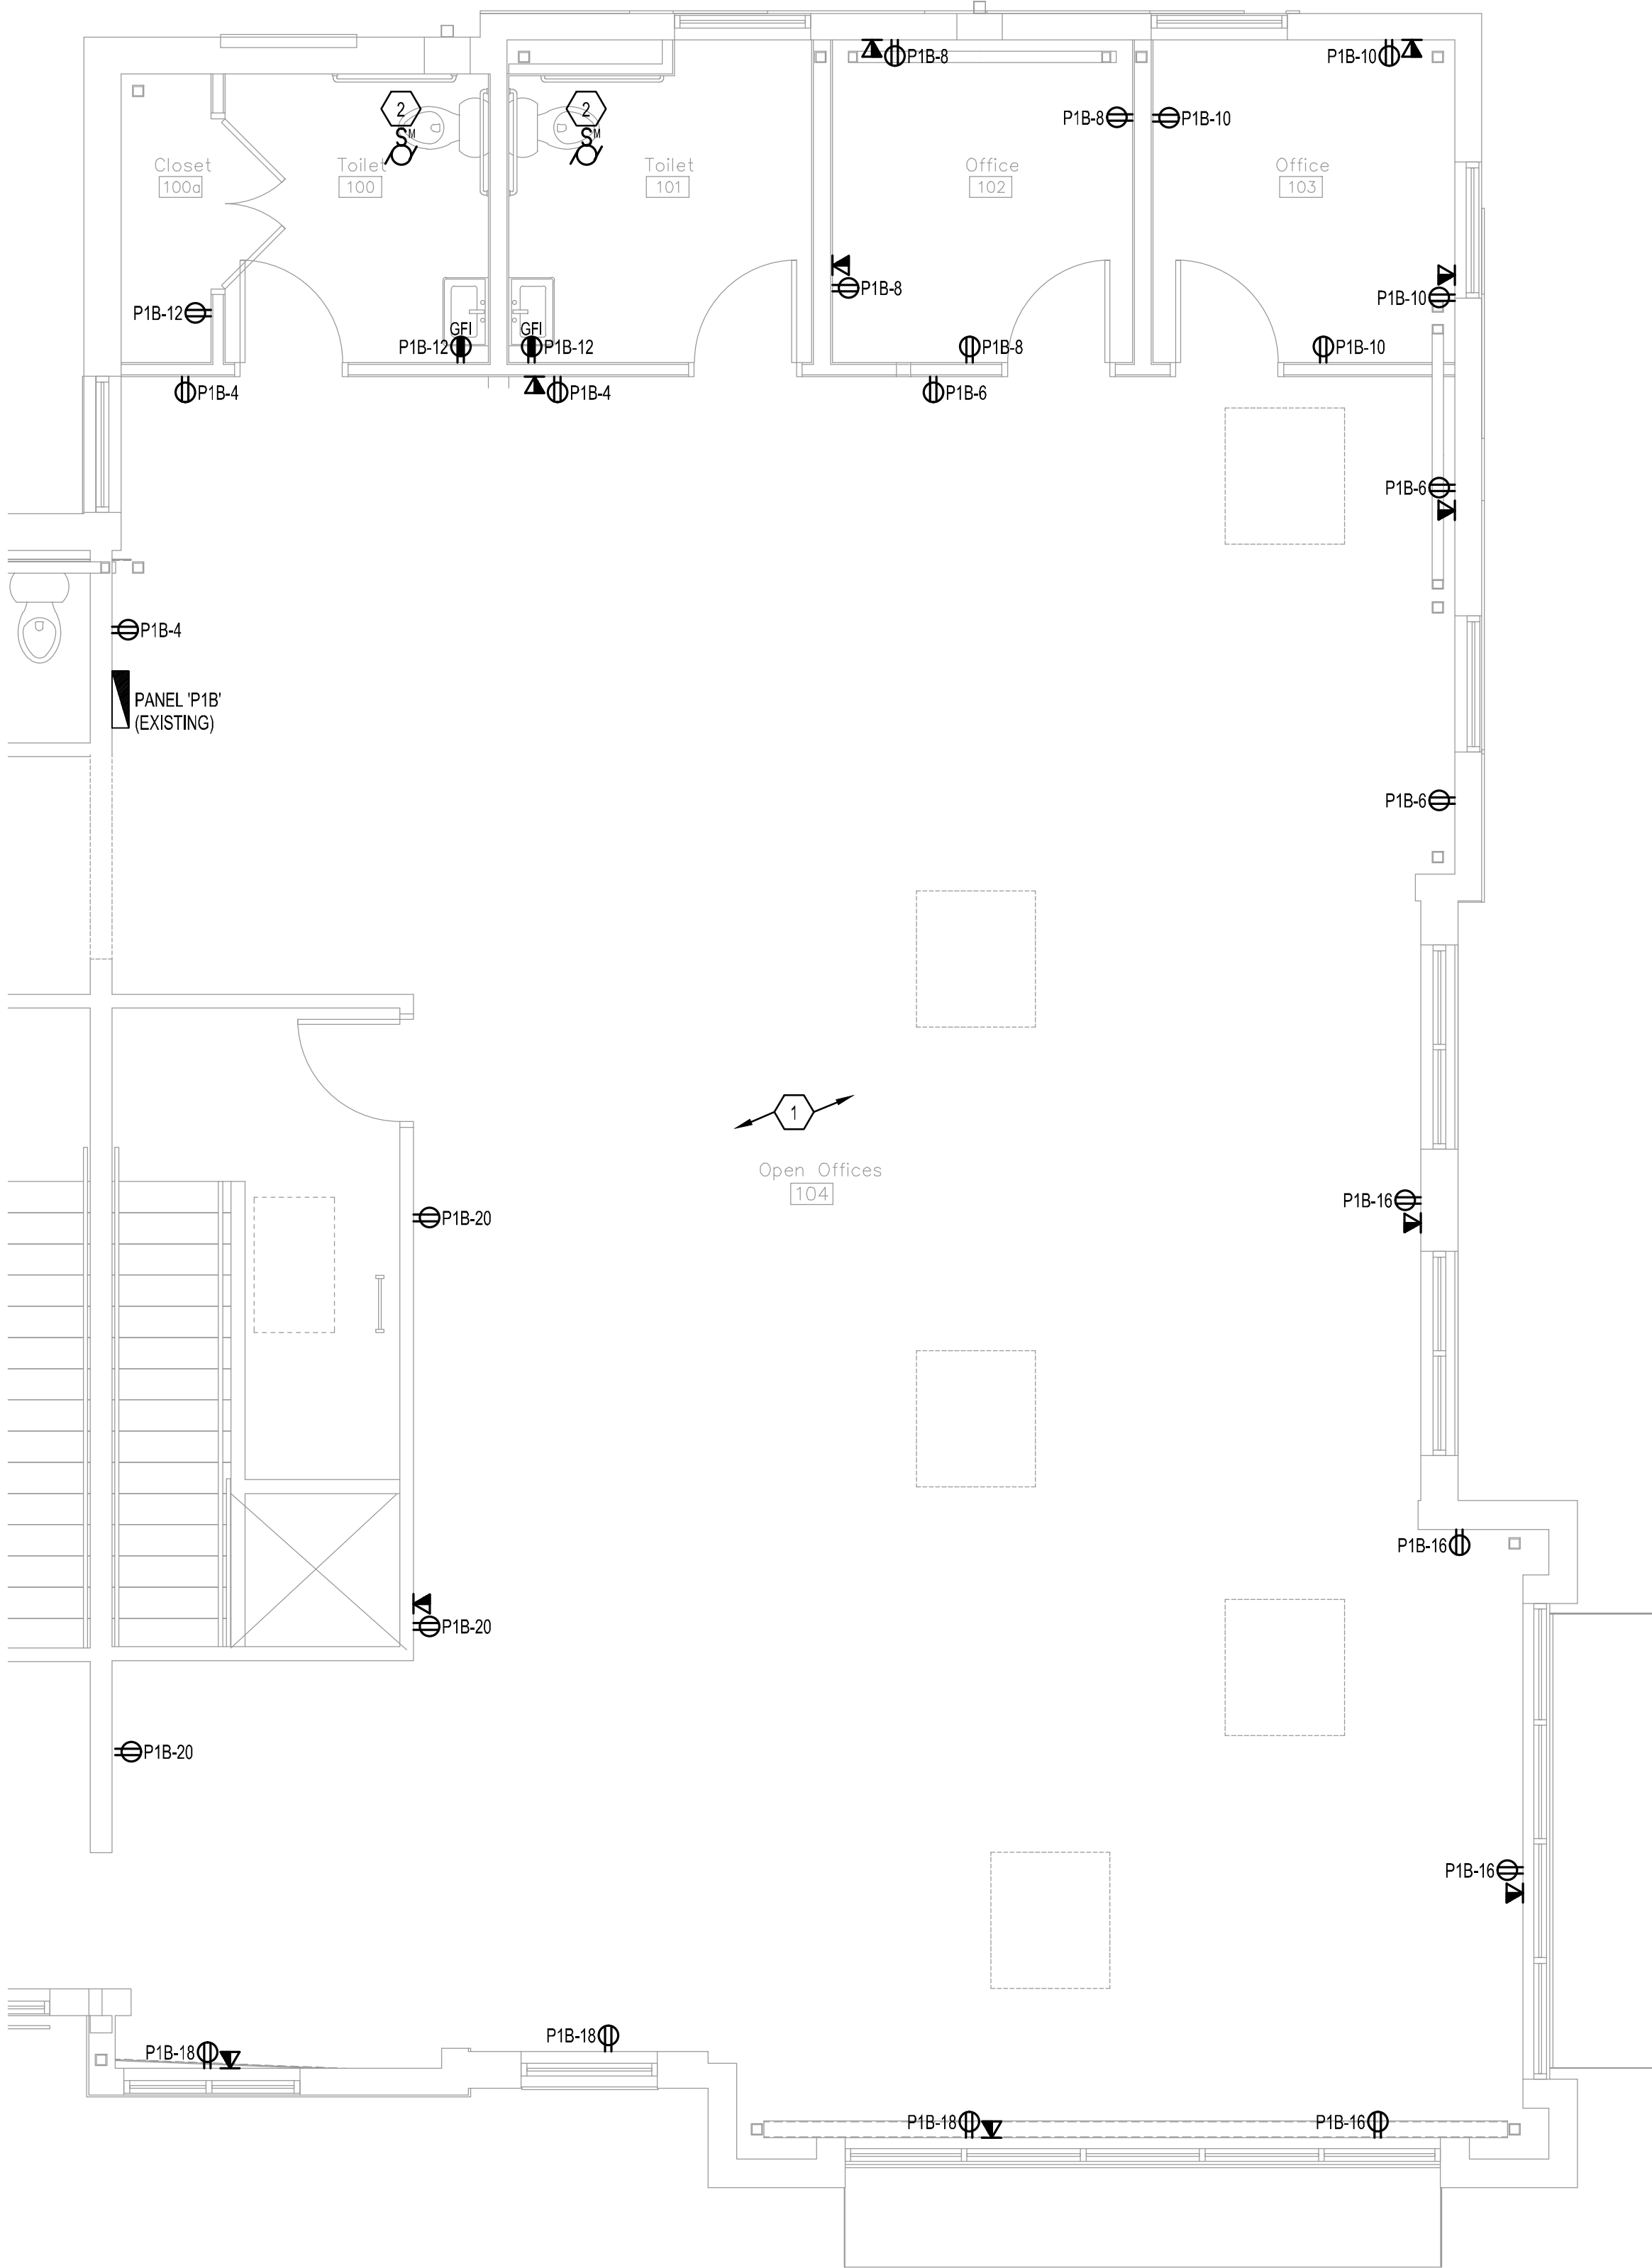 P1B-8
P1B-10
2
2
S^M
S^M
P1B-8
P1B-10
Closet
100a
Toilet
100
Toilet
101
Office
102
Office
103
P1B-8
P1B-10
P1B-12
GFI
GFI
P1B-12
P1B-12
P1B-8
P1B-10
P1B-4
P1B-4
P1B-6
P1B-6
P1B-4
PANEL 'P1B'
(EXISTING)
P1B-6
1
Open Offices
104
P1B-16
P1B-20
P1B-16
P1B-20
P1B-20
P1B-16
P1B-18
P1B-18
P1B-18
P1B-16